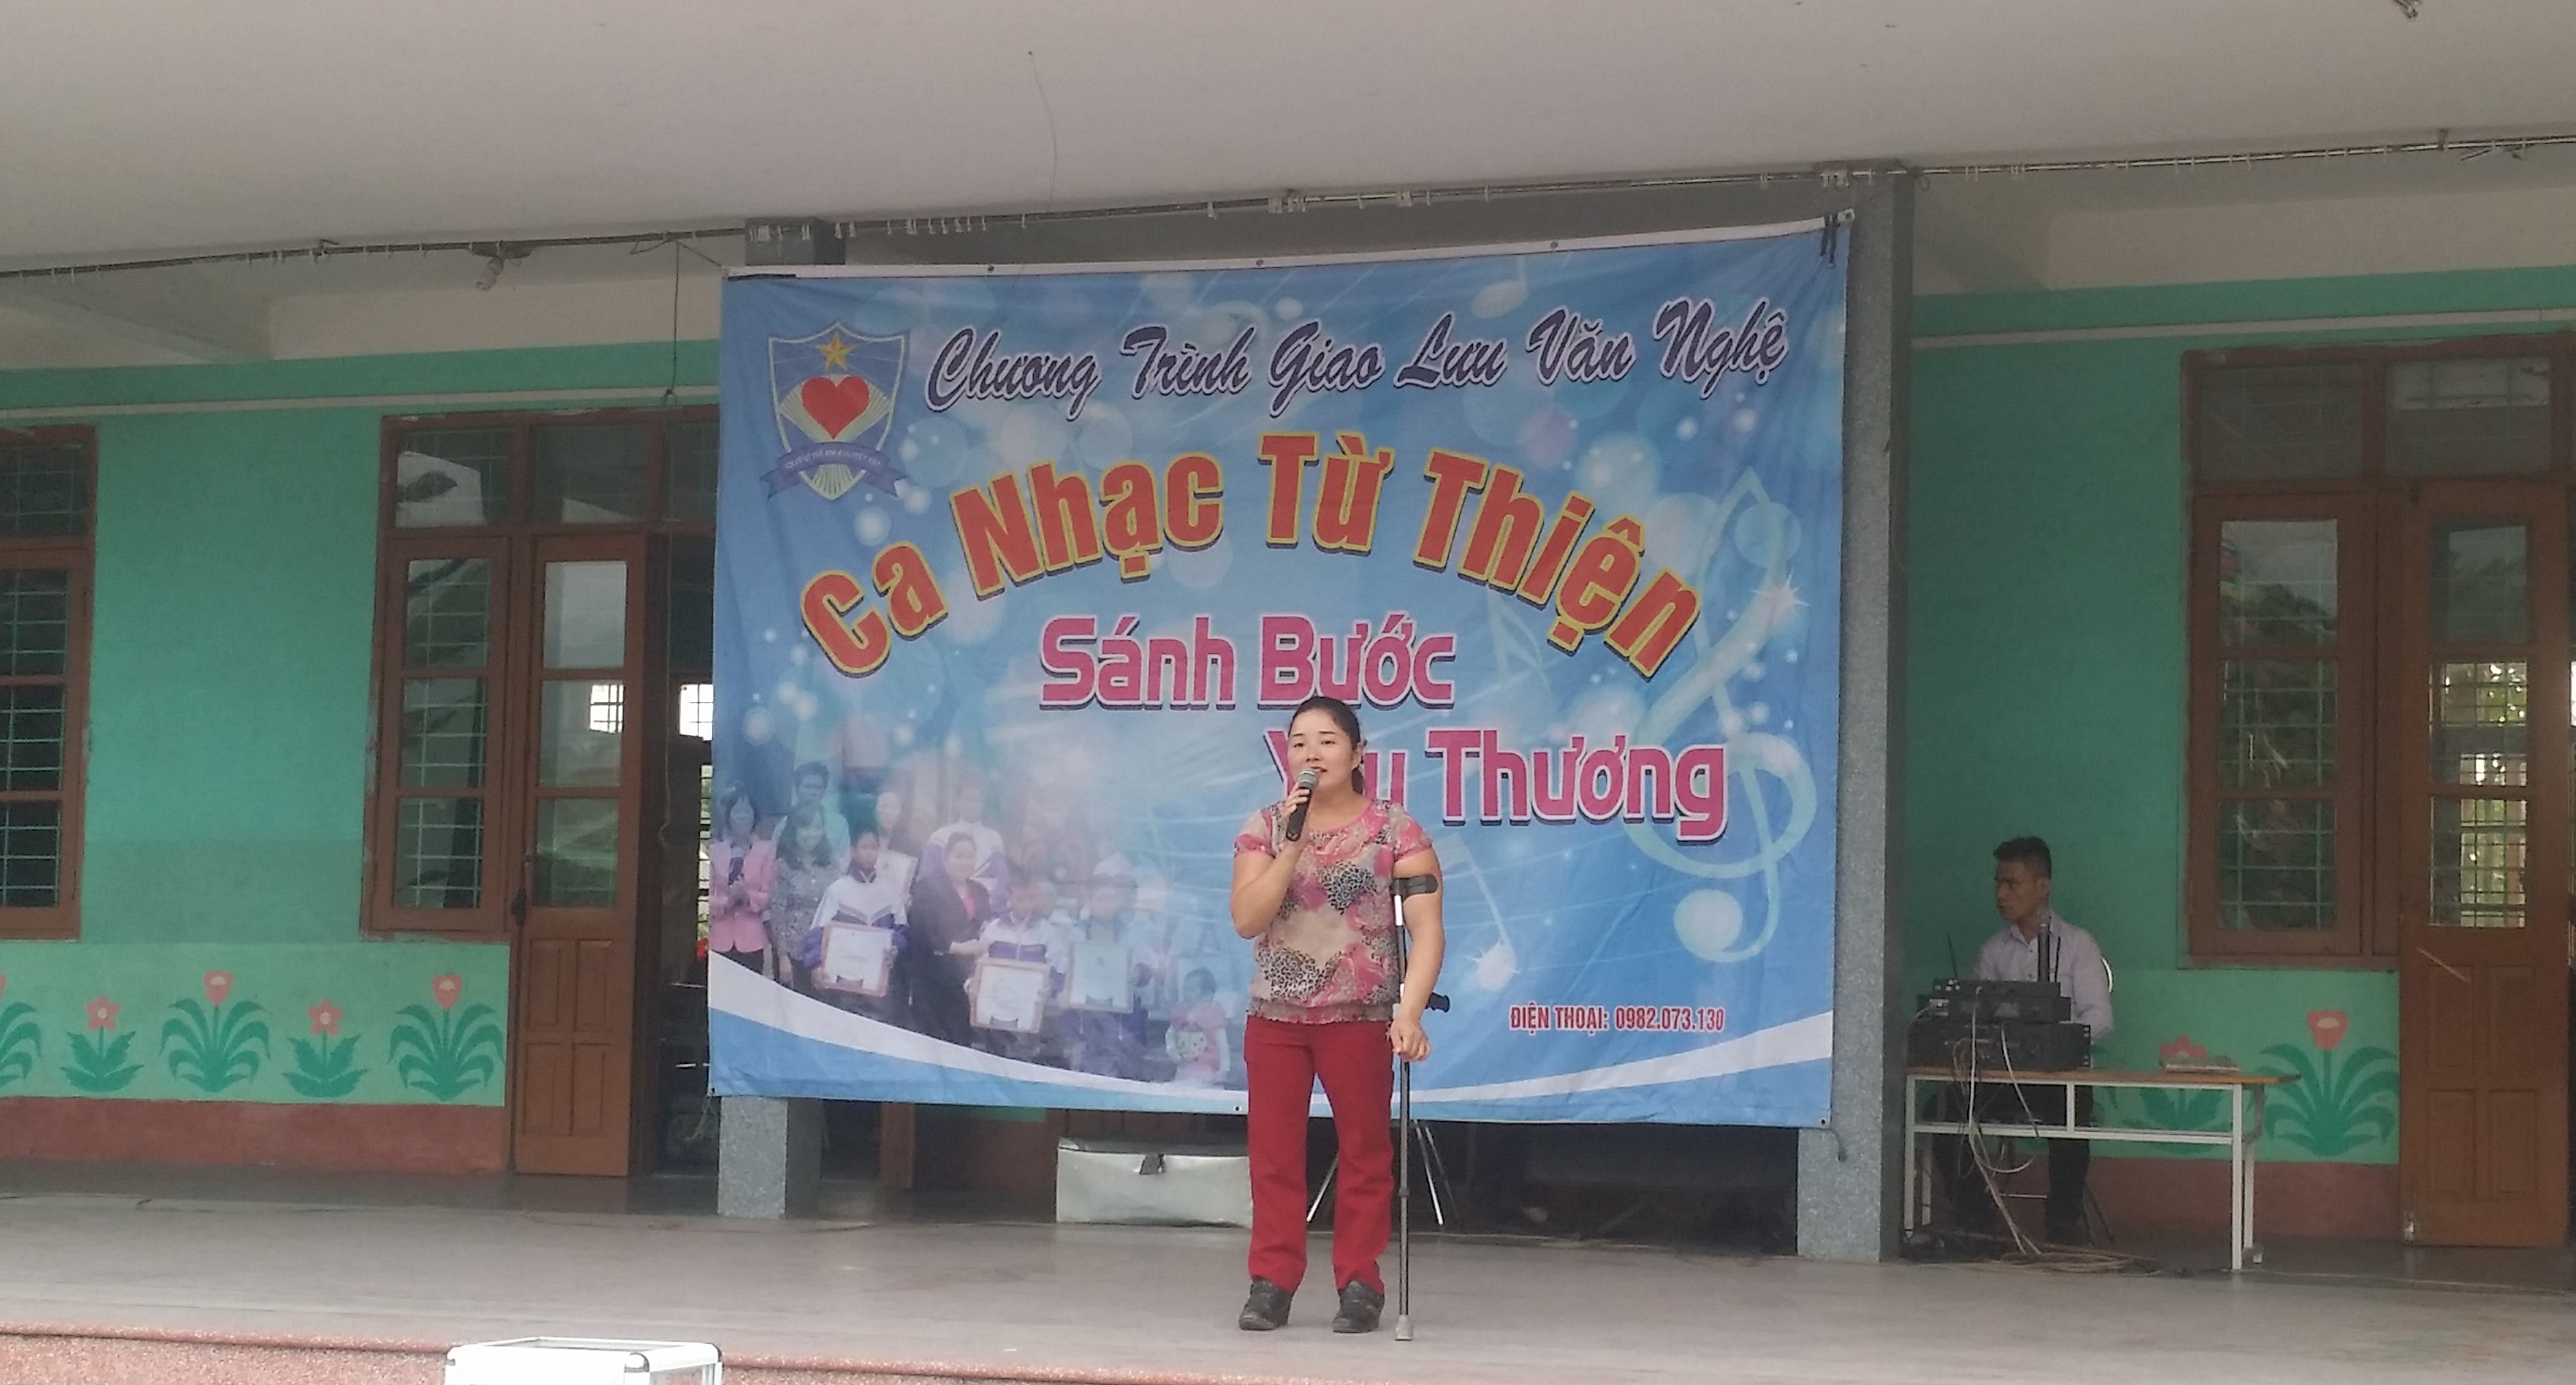 Chương Trình Giao Lưu Văn Nghệ
Ca Nhạc Từ Thiện
Sánh Bước
Thương
ĐIỆN THOẠI: 0982.073.130